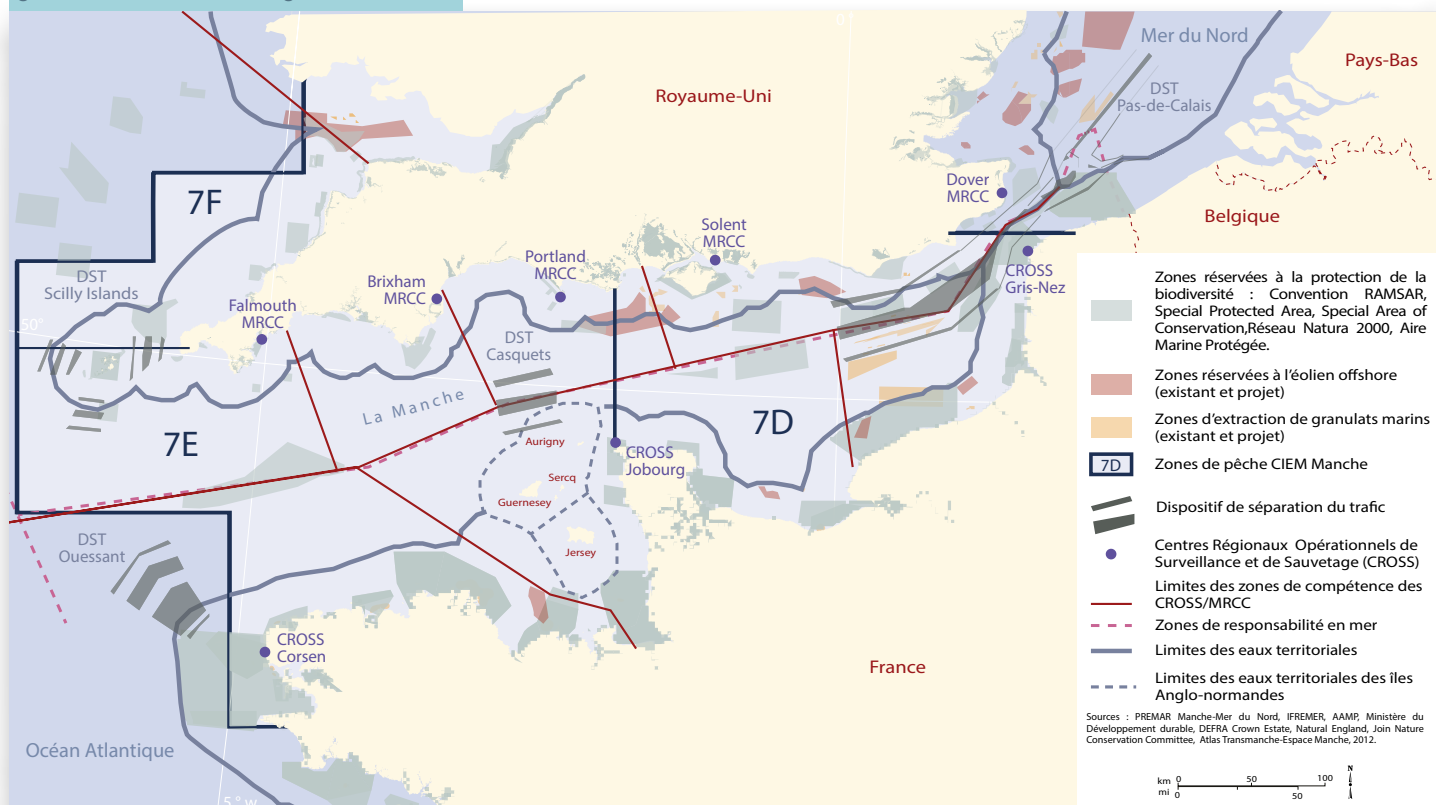 Mer du Nord
Pays-Bas
Royaume-Uni
DST
Pas-de-Calais
Dover
MRCC
7F
Belgique
Solent
MRCC
Portland
MRCC
CROSS
Gris-Nez
DST
Scilly Islands
Brixham
MRCC
Falmouth
MRCC
50°
DST
Casquets
La Manche
7E
7D
Aurigny
CROSS
Jobourg
Sercq
Guernesey
Jersey
DST
Ouessant
CROSS
Corsen
France
Océan Atlantique
5° W
Zones réservées à la protection de la
biodiversité : Convention RAMSAR,
Special Protected Area, Special Area of
Conservation,Réseau Natura 2000, Aire
Marine Protégée.
Zones réservées à l'éolien offshore
(existant et projet)
Zones d'extraction de granulats marins
(existant et projet)
7D
Zones de pêche CIEM Manche
Dispositif de séparation du trafic
Centres Régionaux Opérationnels de
Surveillance et de Sauvetage (CROSS)
Limites des zones de compétence des
CROSS/MRCC
Zones de responsabilité en mer
Limites des eaux territoriales
Limites des eaux territoriales des îles
Anglo-normandes
Sources : PREMAR Manche-Mer du Nord, IFREMER, AAMP, Ministère du
Développement durable, DEFRA Crown Estate, Natural England, Join Nature
Conservation Committee, Atlas Transmanche-Espace Manche, 2012.
km 0 50 100
mi 0 50
N